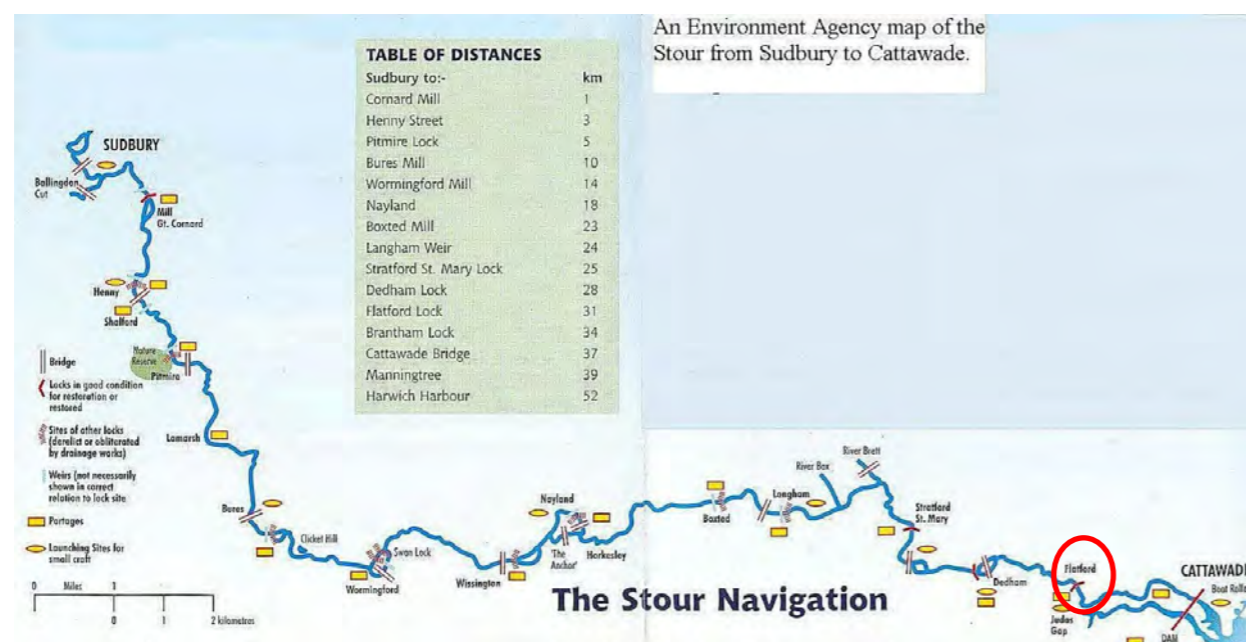 An Environment Agency map of the
Stour from Sudbury to Cattawade.
TABLE OF DISTANCES
Sudbury to:- km
Cornard Mill 1
Henny Street 3
Pitmire Lock 5
Bures Mill 10
Wormingford Mill 14
Nayland 18
Boxted Mill 23
Langham Weir 24
Stratford St. Mary Lock 25
Dedham Lock 28
Flatford Lock 31
Brantham Lock 34
Cattawade Bridge 37
Manningtree 39
Harwich Harbour 52
SUDBURY
Ballingdon
Cut
Mill
Gt. Cornard
Henny
Shalford
Nature
Reserve
Pitmire
Lamarsh
Bures
Clicket Hill
Swan Lock
Wormingford
Wissington
Nayland
'The
Anchor'
Horkesley
Boxted
Langham
River Box
River Brett
Stratford
St. Mary
Dedham
Flatford
Judas
Gap
CATTAWADE
Boat Rolle
DAM
Bridge
Locks in good condition
for restoration or
restored
Sites of other locks
(derelict or obliterated
by drainage works)
Weirs (not necessarily
shown in correct
relation to lock site
Portages
Launching Sites for
small craft
0 Miles 1
0 1 2 kilometres
The Stour Navigation